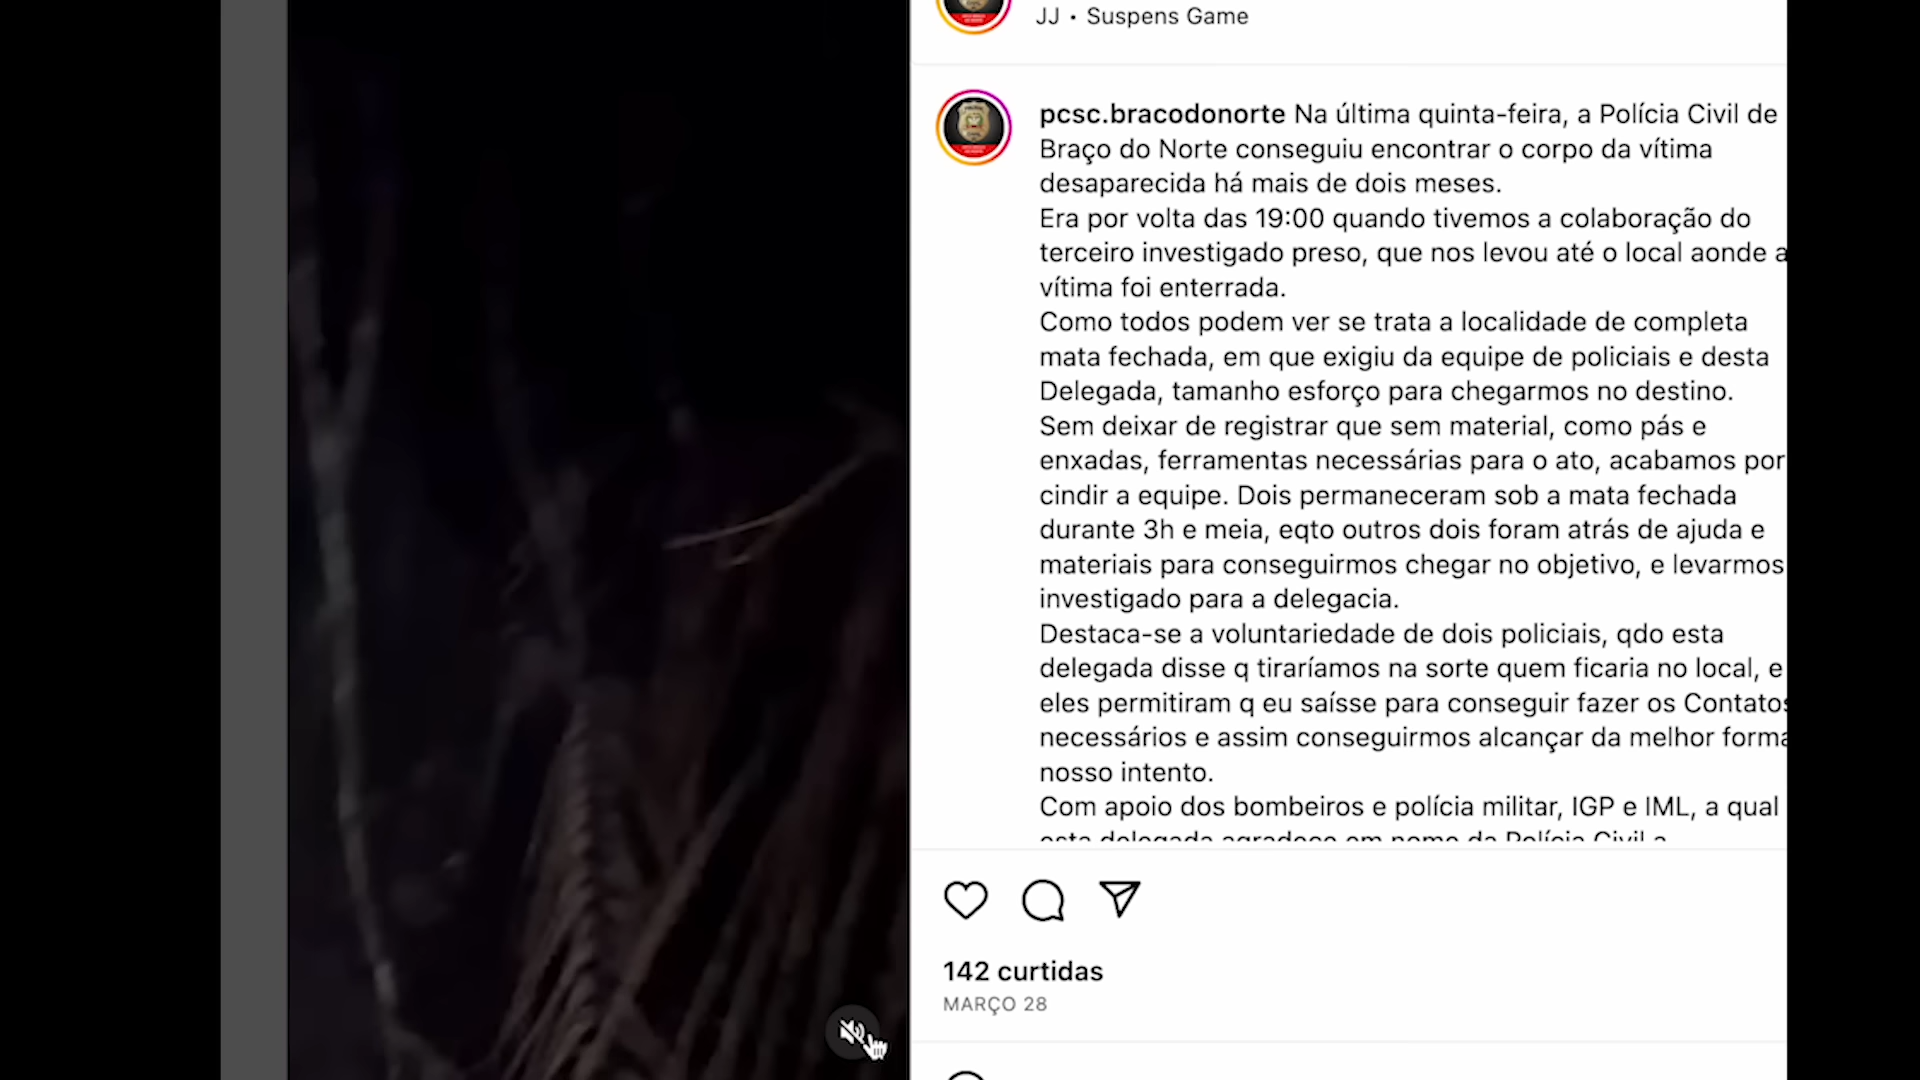 JJ • Suspens Game
pcsc.bracodonorte Na última quinta-feira, a Polícia Civil de
Braço do Norte conseguiu encontrar o corpo da vítima
desaparecida há mais de dois meses.
Era por volta das 19:00 quando tivemos a colaboração do
terceiro investigado preso, que nos levou até o local aonde a
vítima foi enterrada.
Como todos podem ver se trata a localidade de completa
mata fechada, em que exigiu da equipe de policiais e desta
Delegada, tamanho esforço para chegarmos no destino.
Sem deixar de registrar que sem material, como pás e
enxadas, ferramentas necessárias para o ato, acabamos por
cindir a equipe. Dois permaneceram sob a mata fechada
durante 3h e meia, eqto outros dois foram atrás de ajuda e
materiais para conseguirmos chegar no objetivo, e levarmos
investigado para a delegacia.
Destaca-se a voluntariedade de dois policiais, qdo esta
delegada disse q tiraríamos na sorte quem ficaria no local, e
eles permitiram q eu saísse para conseguir fazer os Contatos
necessários e assim conseguirmos alcançar da melhor forma
nosso intento.
Com apoio dos bombeiros e polícia militar, IGP e IML, a qual
esta delegada agradece em nome da Polícia Civil a
142 curtidas
MARÇO 28